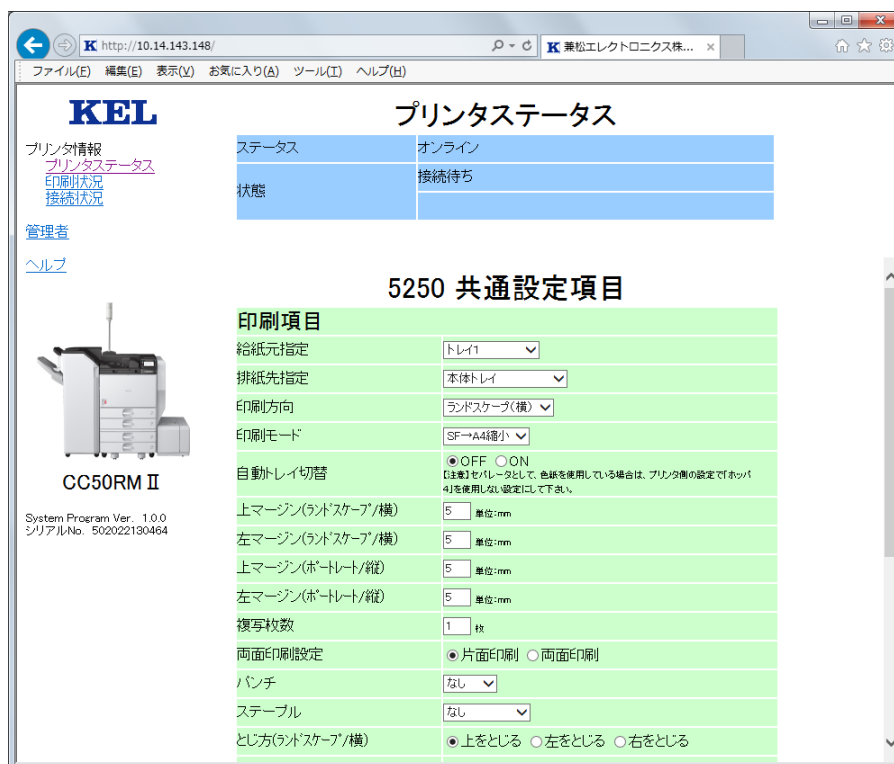 http://10.14.143.148/
兼松エレクトロニクス株...
ファイル(F) 編集(E) 表示(V) お気に入り(A) ツール(T) ヘルプ(H)
KEL
プリンタ情報
プリンタステータス
印刷状況
接続状況
管理者
ヘルプ
CC50RMⅡ
System Program Ver. 1.0.0
シリアルNo. 502022130464
プリンタステータス
ステータス オンライン
状態 接続待ち
5250 共通設定項目
印刷項目
給紙元指定 トレイ1
排紙先指定 本体トレイ
印刷方向 ランドスケープ(横)
印刷モード SF→A4縮小
自動トレイ切替 OFF ON
【注意】セパレータとして、色紙を使用している場合は、プリンタ側の設定で「ホッパ
4」を使用しない設定にして下さい。
上マージン(ランドスケープ/横) 5 単位:mm
左マージン(ランドスケープ/横) 5 単位:mm
上マージン(ポートレート/縦) 5 単位:mm
左マージン(ポートレート/縦) 5 単位:mm
複写枚数 1 枚
両面印刷設定 片面印刷 両面印刷
パンチ なし
ステープル なし
とじ方(ランドスケープ/横) 上をとじる 左をとじる 右をとじる